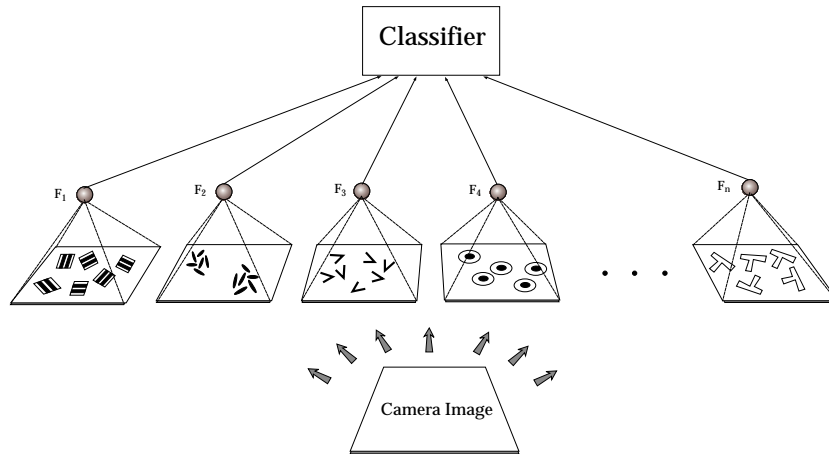 Classifier
F1
F2
F3
F4
Fn
. . .
Camera Image